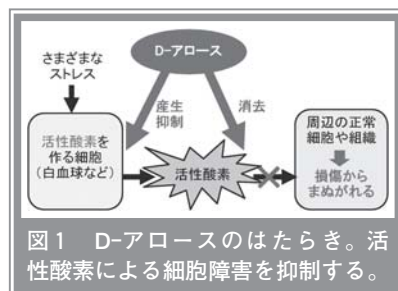 D-アロース
さまざまな
ストレス
産生
抑制
消去
活性酸素を
作る細胞
（白血球など）
活性酸素
周辺の正常
細胞や組織
損傷から
まぬがれる
図1 D-アロースのはたらき。活
性酸素による細胞障害を抑制する。